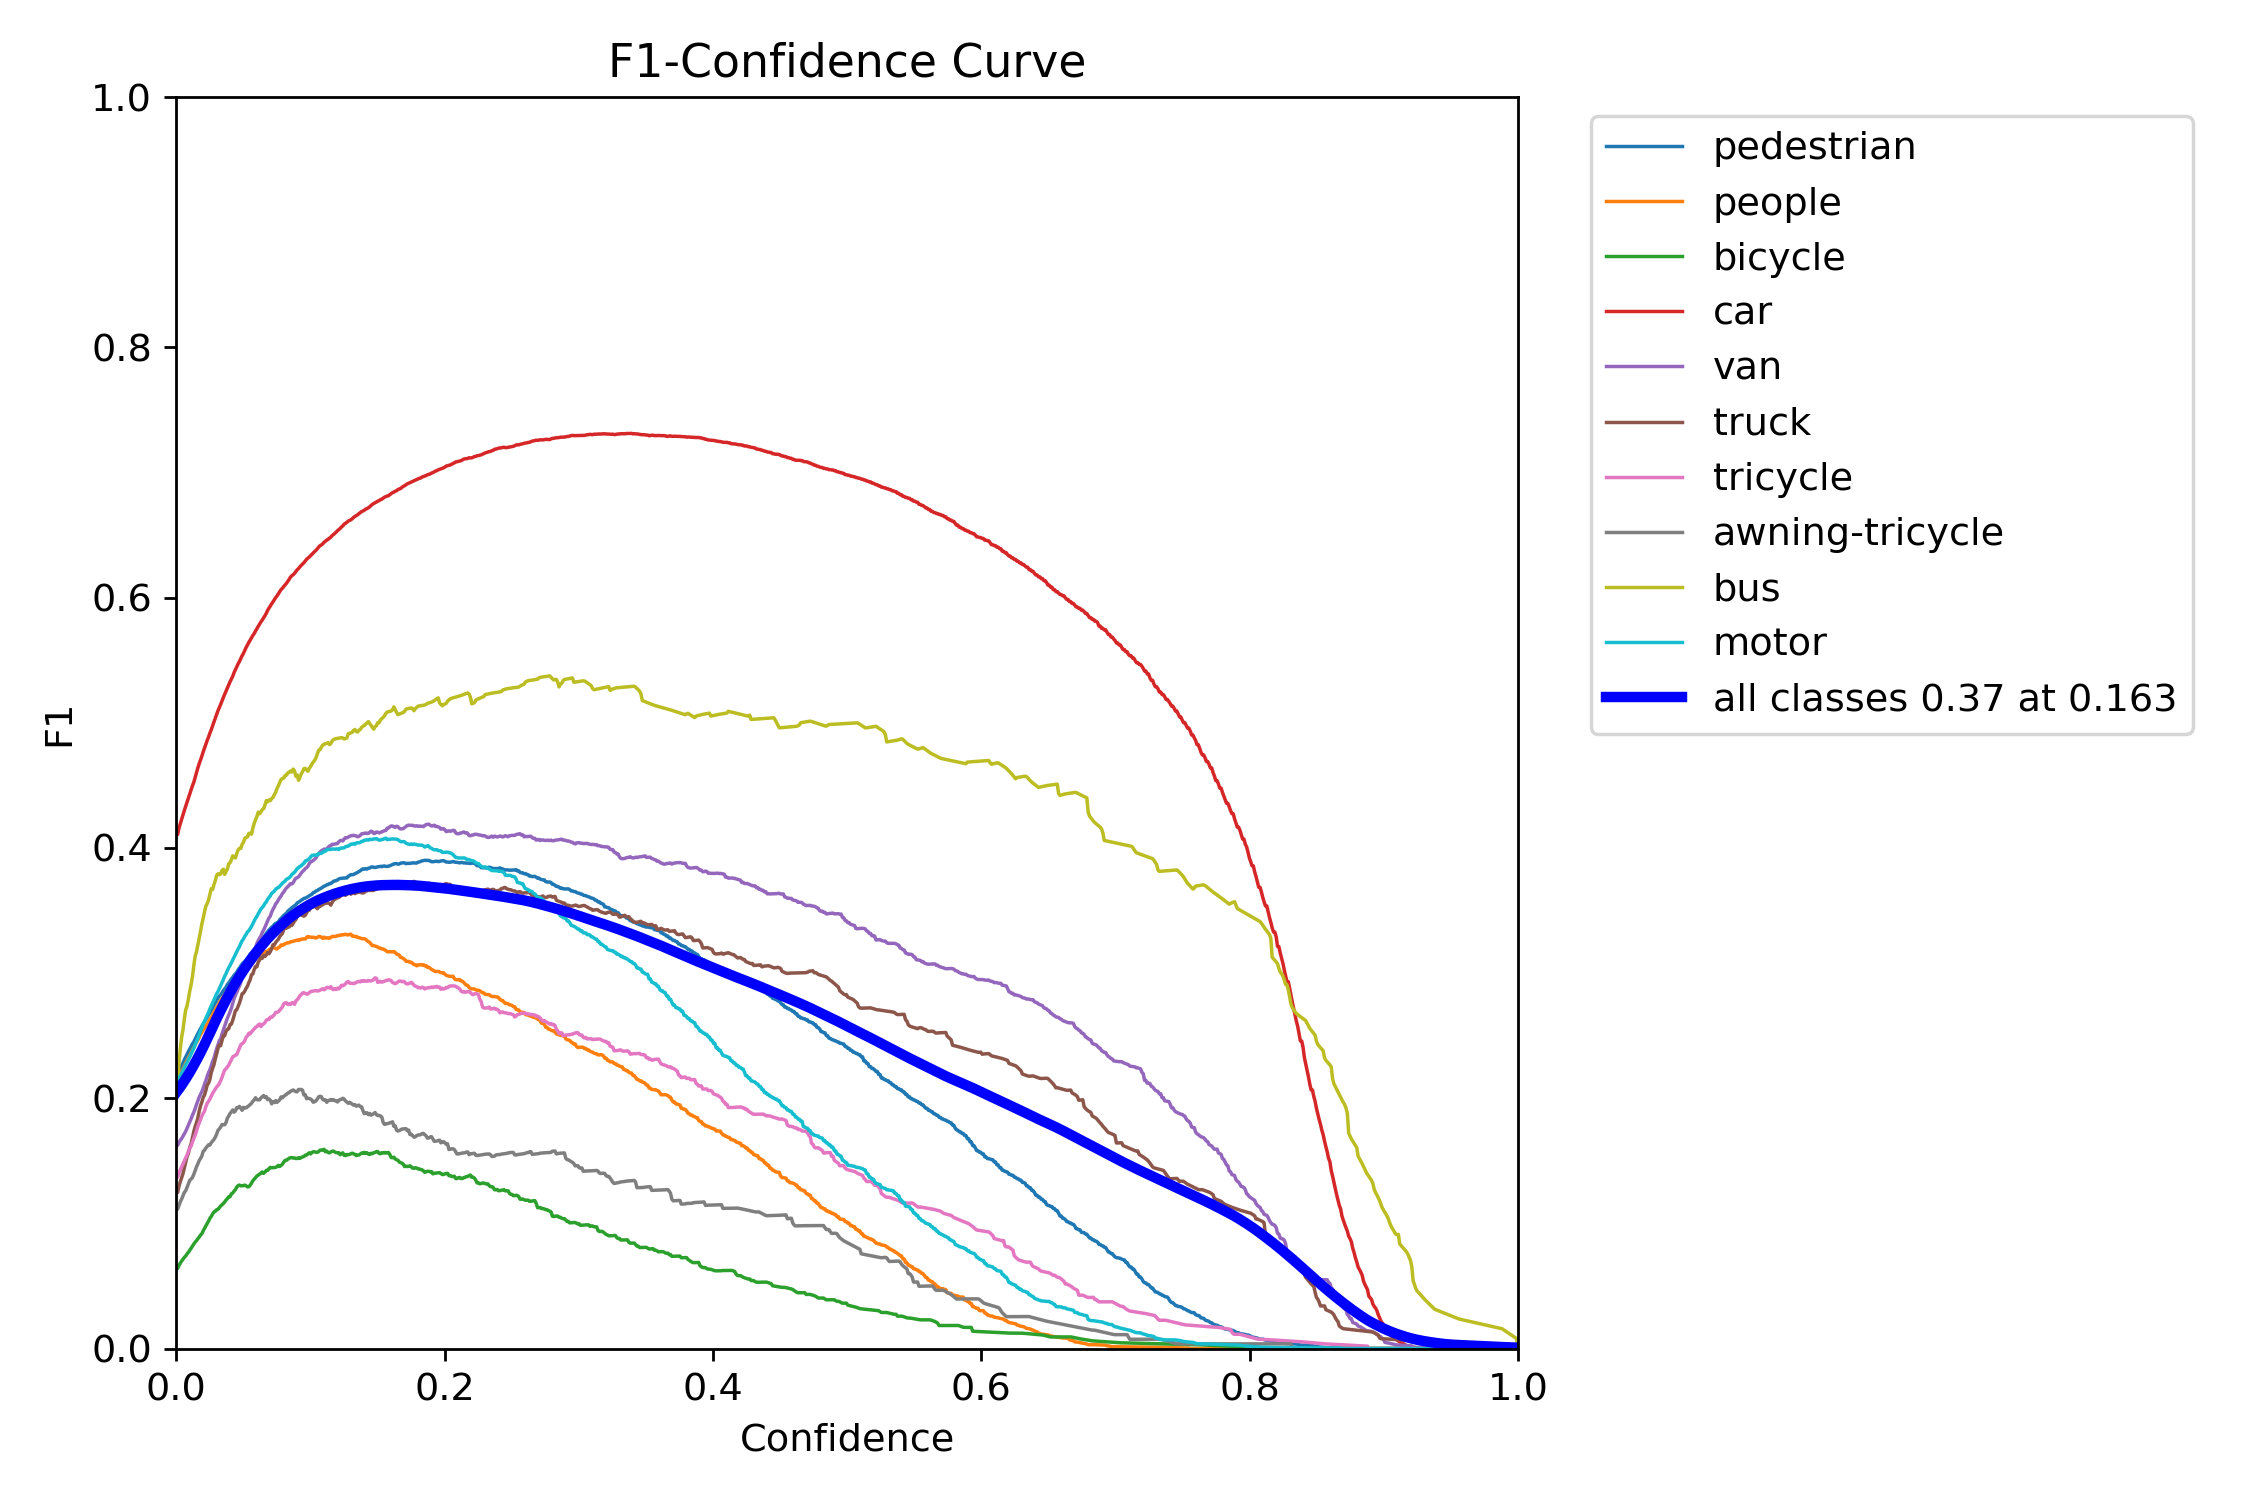 F1-Confidence Curve
1.0
0.8
0.6
0.4
0.2
0.0
F1
0.0 0.2 0.4 0.6 0.8 1.0
Confidence
pedestrian
people
bicycle
car
van
truck
tricycle
awning-tricycle
bus
motor
all classes 0.37 at 0.163